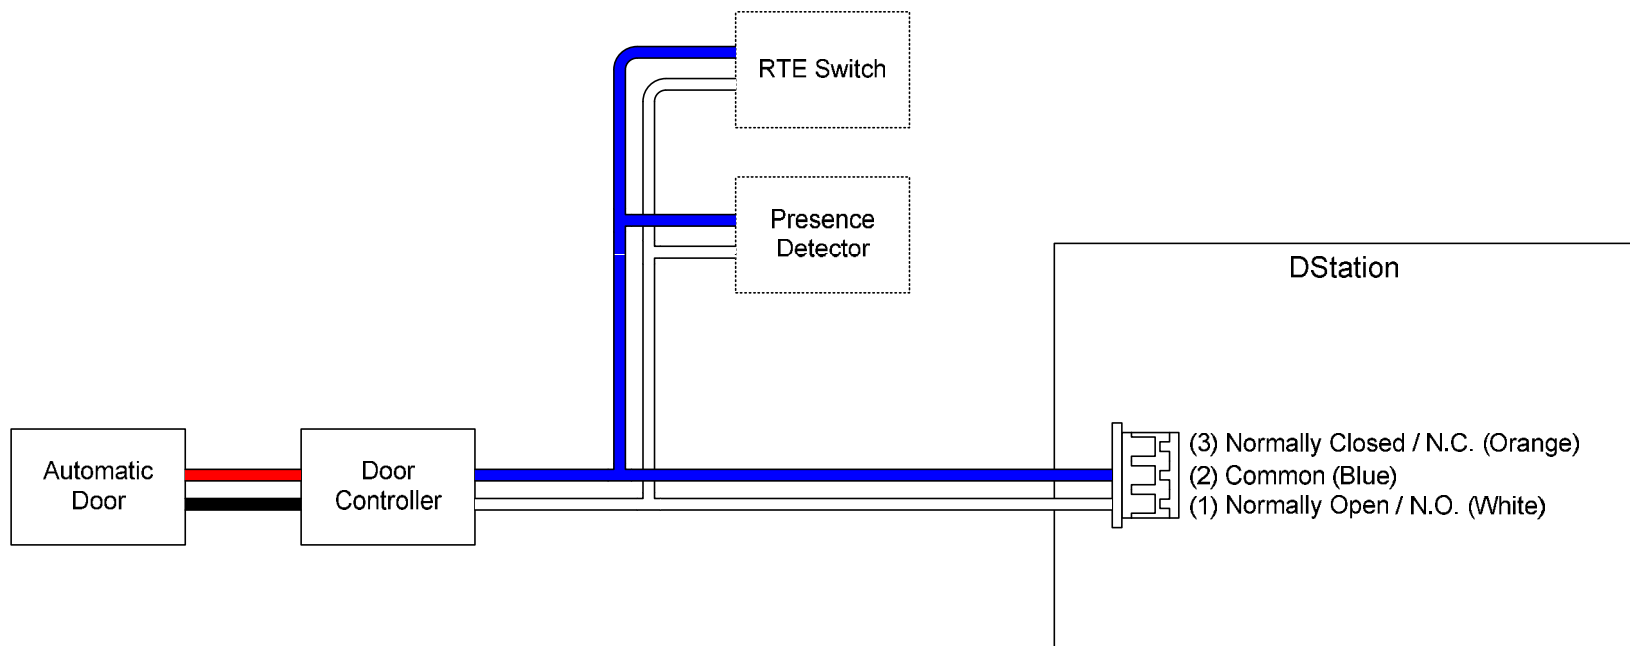 RTE Switch
Presence
Detector
DStation
Automatic
Door
Door
Controller
(3) Normally Closed / N.C. (Orange)
(2) Common (Blue)
(1) Normally Open / N.O. (White)